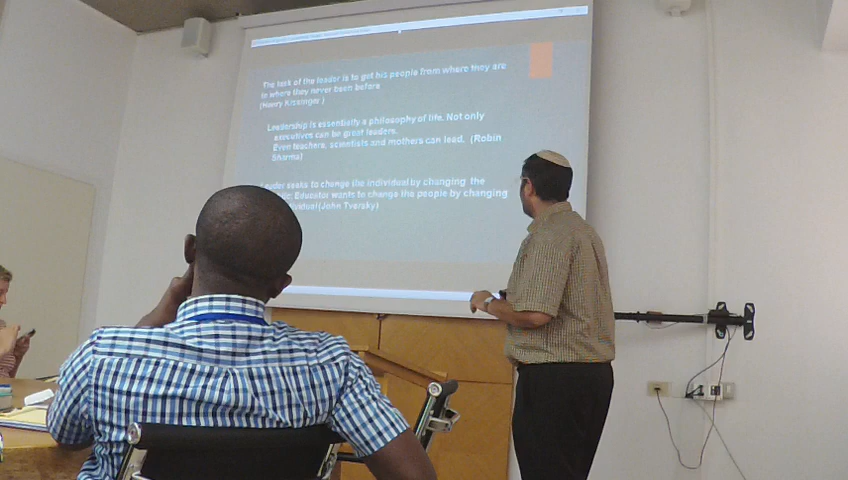 The task of the leader is to get his people from where they are
to where they never been before
(Henry Kissinger )
Leadership is essentially a philosophy of life. Not only
executives can be great leaders.
Even teachers, scientists and mothers can lead. (Robin
Sharma)
Leader seeks to change the individual by changing the
Educator wants to change the people by changing
(John Tversky)